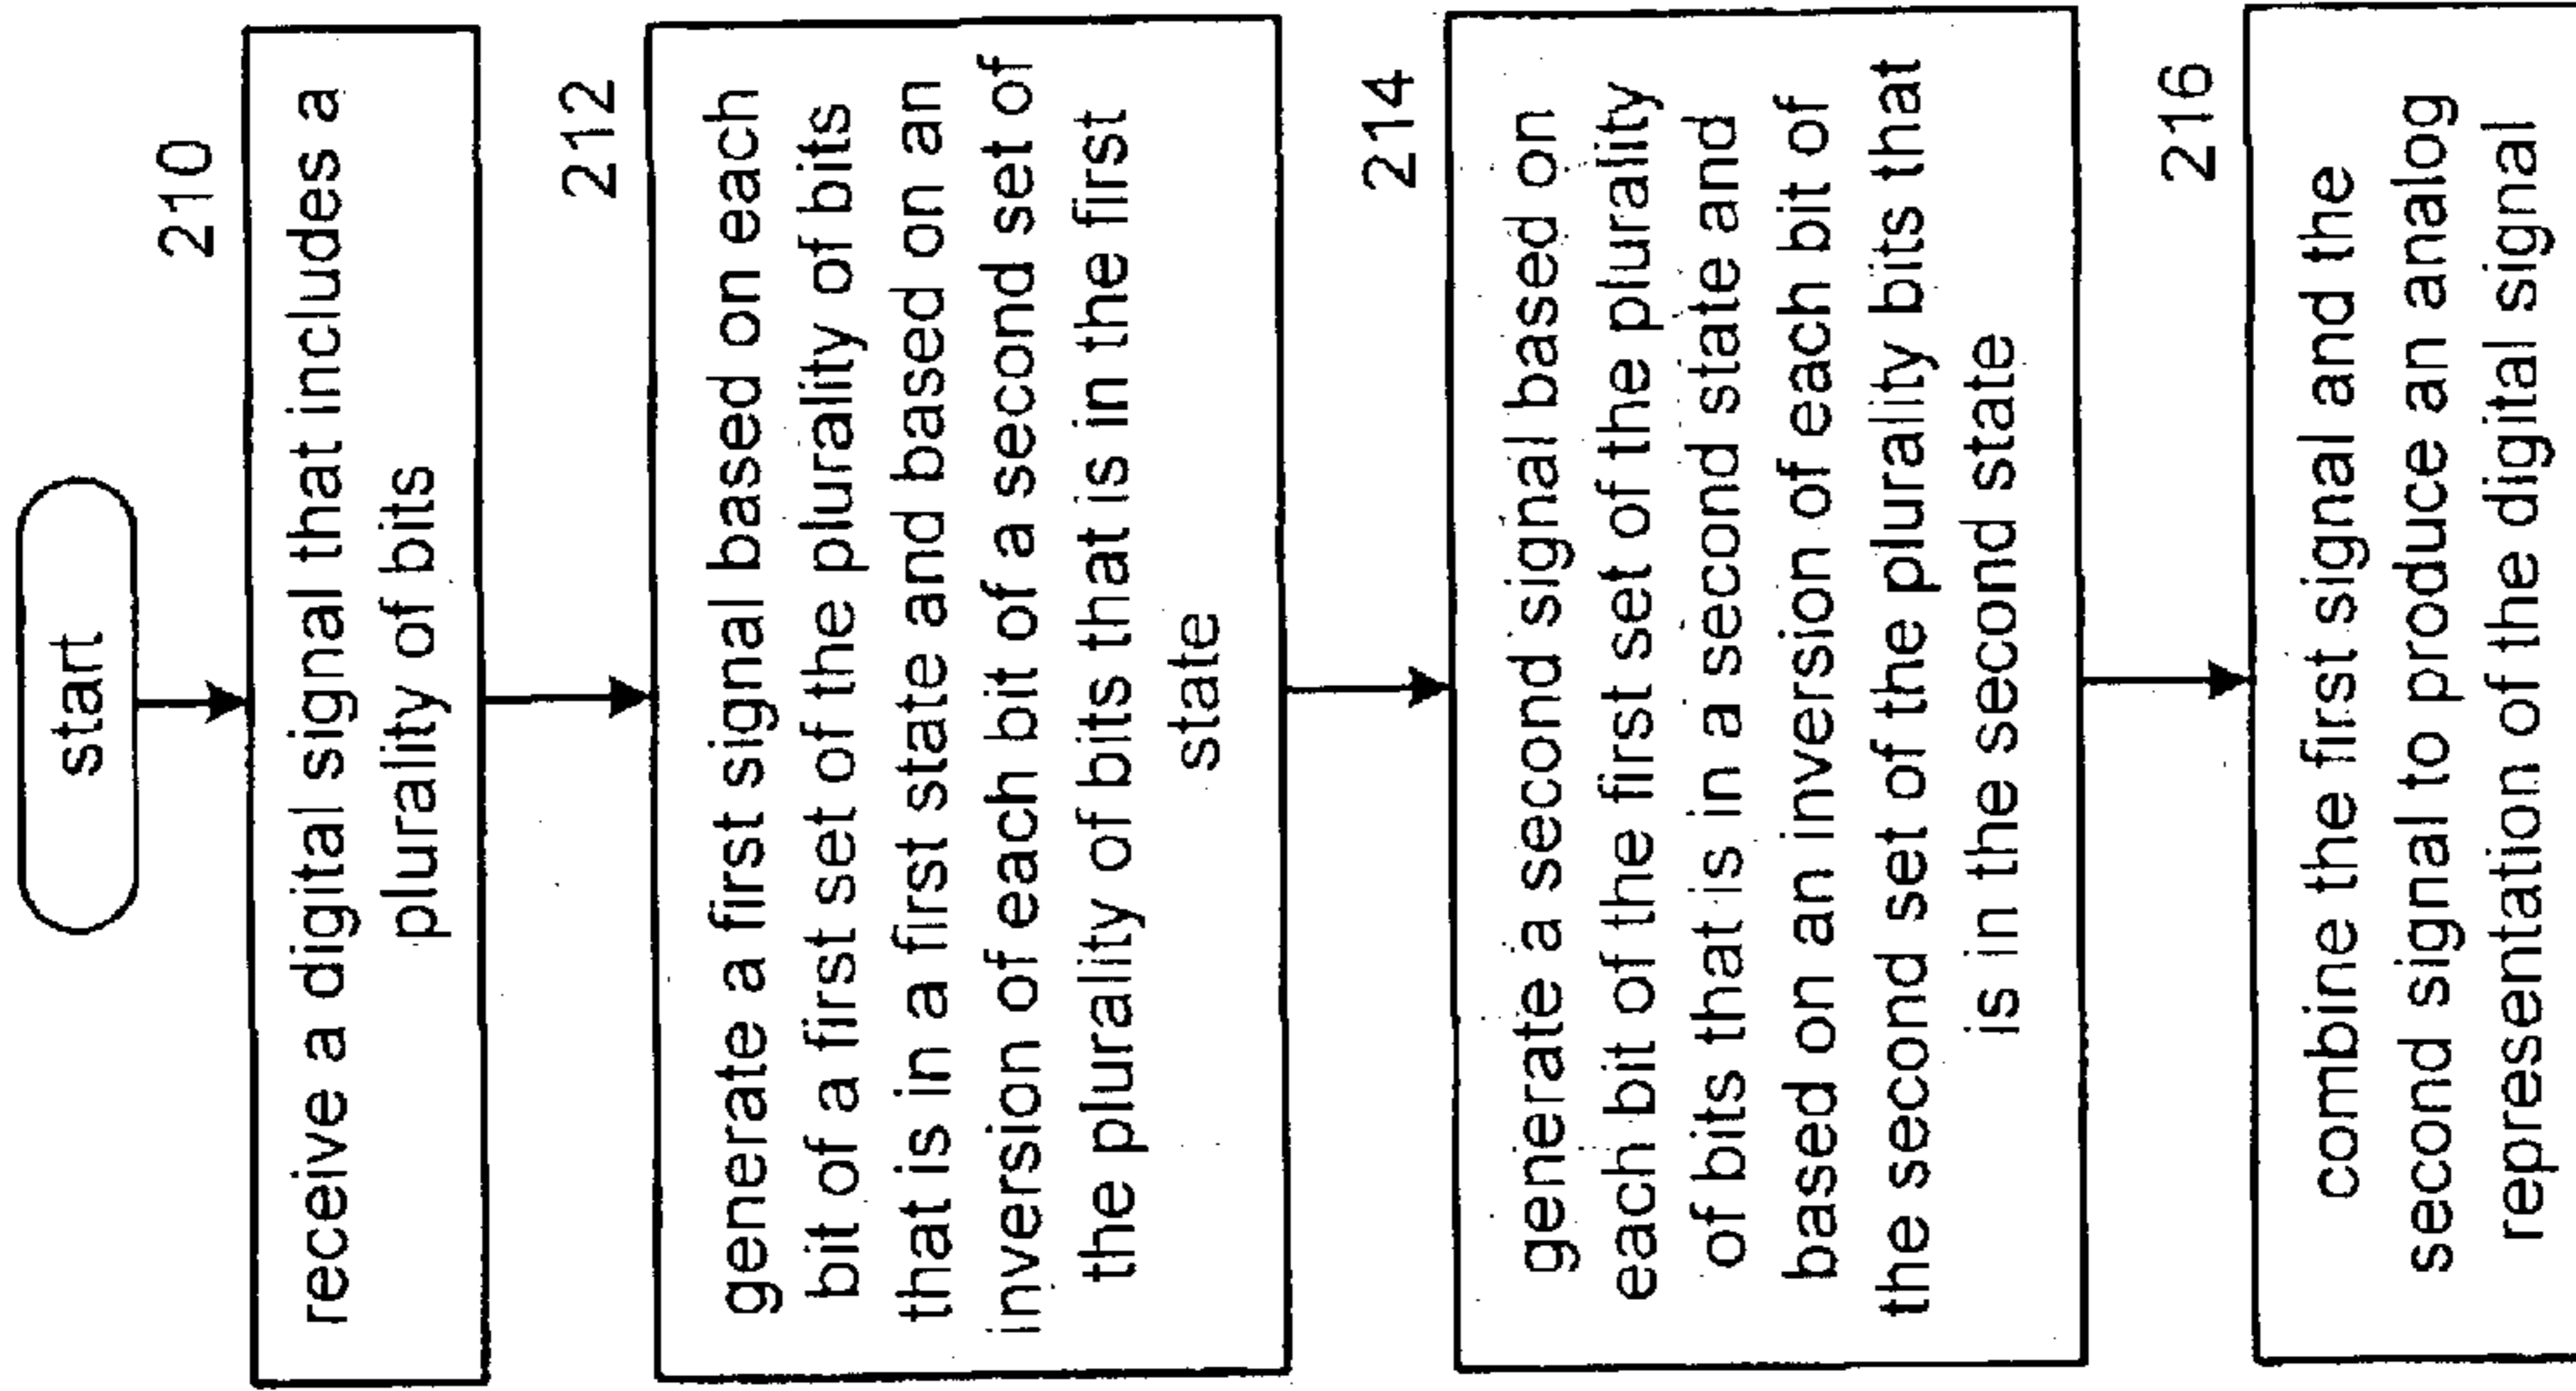 start
210
receive a digital signal that includes a
plurality of bits
212
generate a first signal based on each
bit of a first set of the plurality of bits
that is in a first state and based on an
inversion of each bit of a second set of
the plurality of bits that is in the first
state
214
generate a second signal based on
each bit of the first set of the plurality
of bits that is in a second state and
based on an inversion of each bit of
the second set of the plurality bits that
is in the second state
216
combine the first signal and the
second signal to produce an analog
representation of the digital signal